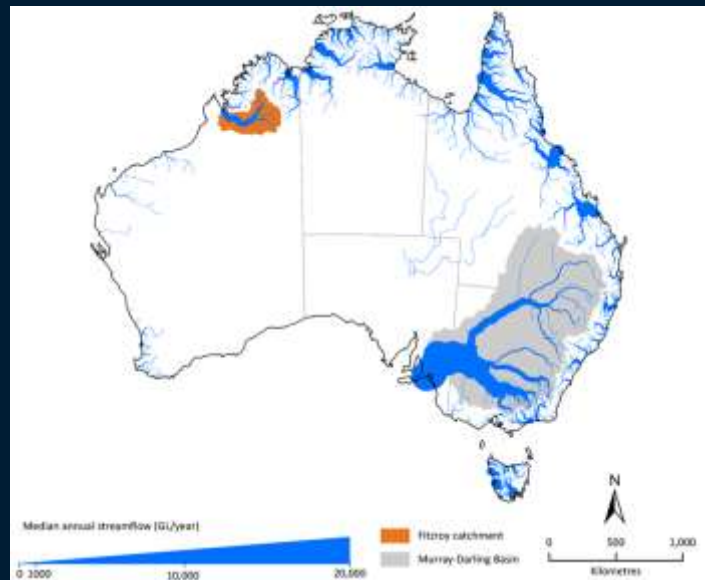 N
Median annual streamflow (GL/year)
0 2000 10,000 20,000
Fitzroy catchment
Murray-Darling Basin
0 500 1,000
Kilometres